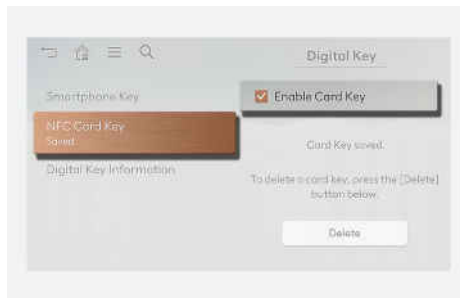 Digital Key
Smartphone Key
Enable Card Key
NFC Card Key
Saved
Card Key saved.
Digital Key Information
To delete a card key, press the [Delete]
button below.
Delete